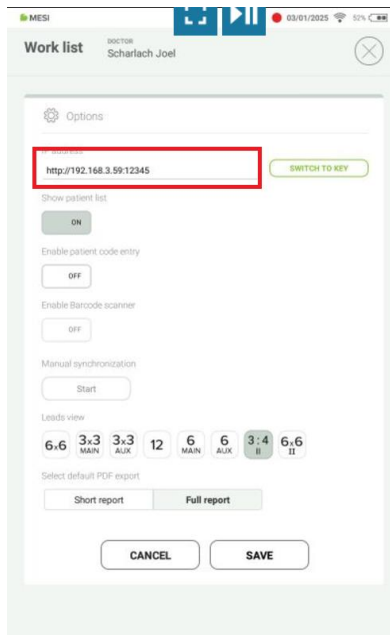 MESI
03/01/2025 52%
Work list
DOCTOR
Scharlach Joel
Options
IP address
http://192.168.3.59:12345
SWITCH TO KEY
Show patient list
ON
Enable patient code entry
OFF
Enable Barcode scanner
OFF
Manual synchronization
Start
Leads view
6x6
3x3 MAIN
3x3 AUX
12
6 MAIN
6 AUX
3:4 II
6x6 II
Select default PDF export
Short report
Full report
CANCEL
SAVE